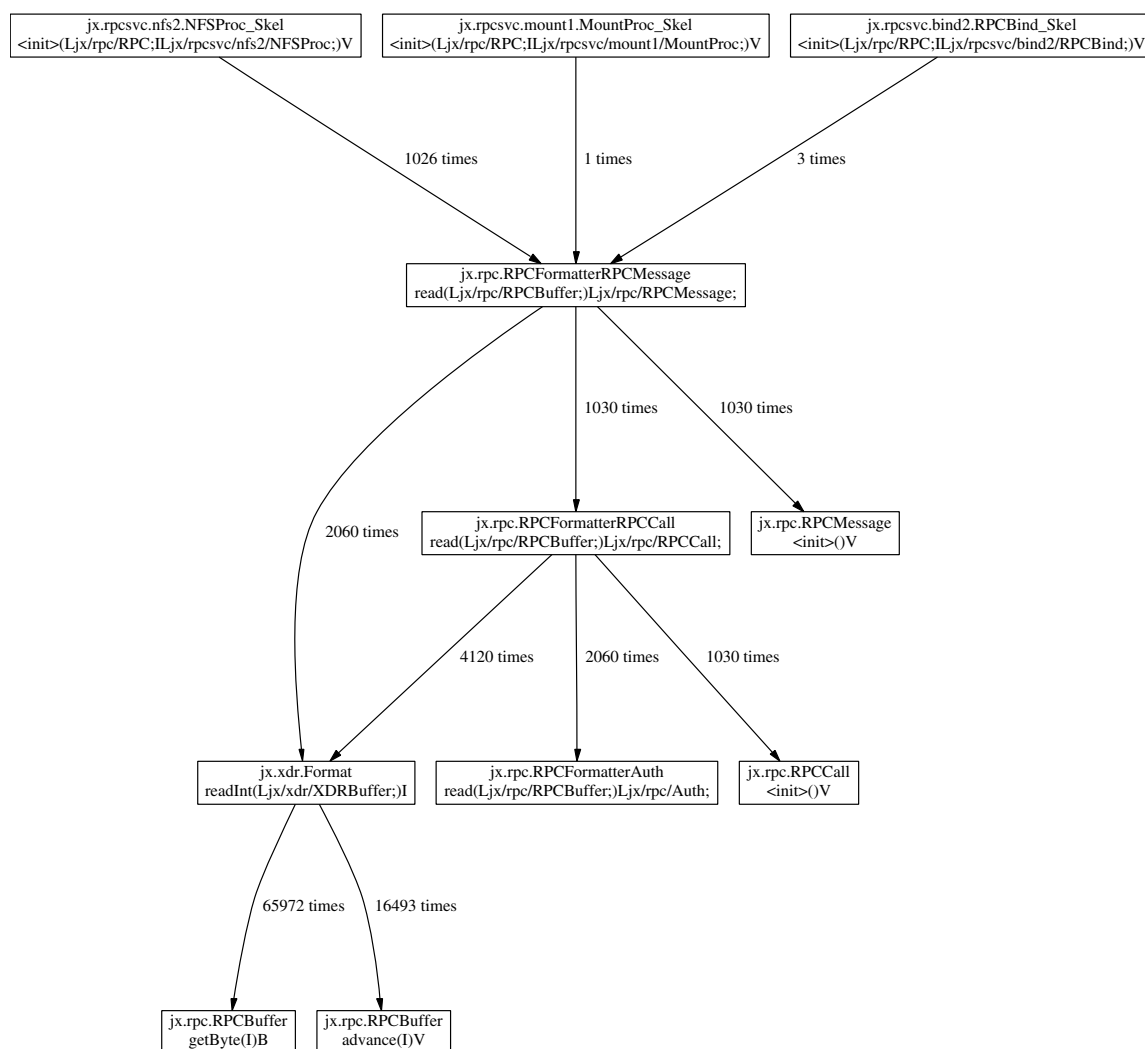 jx.rpcsvc.nfs2.NFSProc_Skel
<init>(Ljx/rpc/RPC;ILjx/rpcsvc/nfs2/NFSProc;)V
jx.rpcsvc.mount1.MountProc_Skel
<init>(Ljx/rpc/RPC;ILjx/rpcsvc/mount1/MountProc;)V
jx.rpcsvc.bind2.RPCBind_Skel
<init>(Ljx/rpc/RPC;ILjx/rpcsvc/bind2/RPCBind;)V
1026 times
1 times
3 times
jx.rpc.RPCFormatterRPCMessage
read(Ljx/rpc/RPCBuffer;)Ljx/rpc/RPCMessage;
1030 times
1030 times
2060 times
jx.rpc.RPCFormatterRPCCall
read(Ljx/rpc/RPCBuffer;)Ljx/rpc/RPCCall;
jx.rpc.RPCMessage
<init>()V
4120 times
2060 times
1030 times
jx.xdr.Format
readInt(Ljx/xdr/XDRBuffer;)I
jx.rpc.RPCFormatterAuth
read(Ljx/rpc/RPCBuffer;)Ljx/rpc/Auth;
jx.rpc.RPCCall
<init>()V
65972 times
16493 times
jx.rpc.RPCBuffer
getByte(I)B
jx.rpc.RPCBuffer
advance(I)V